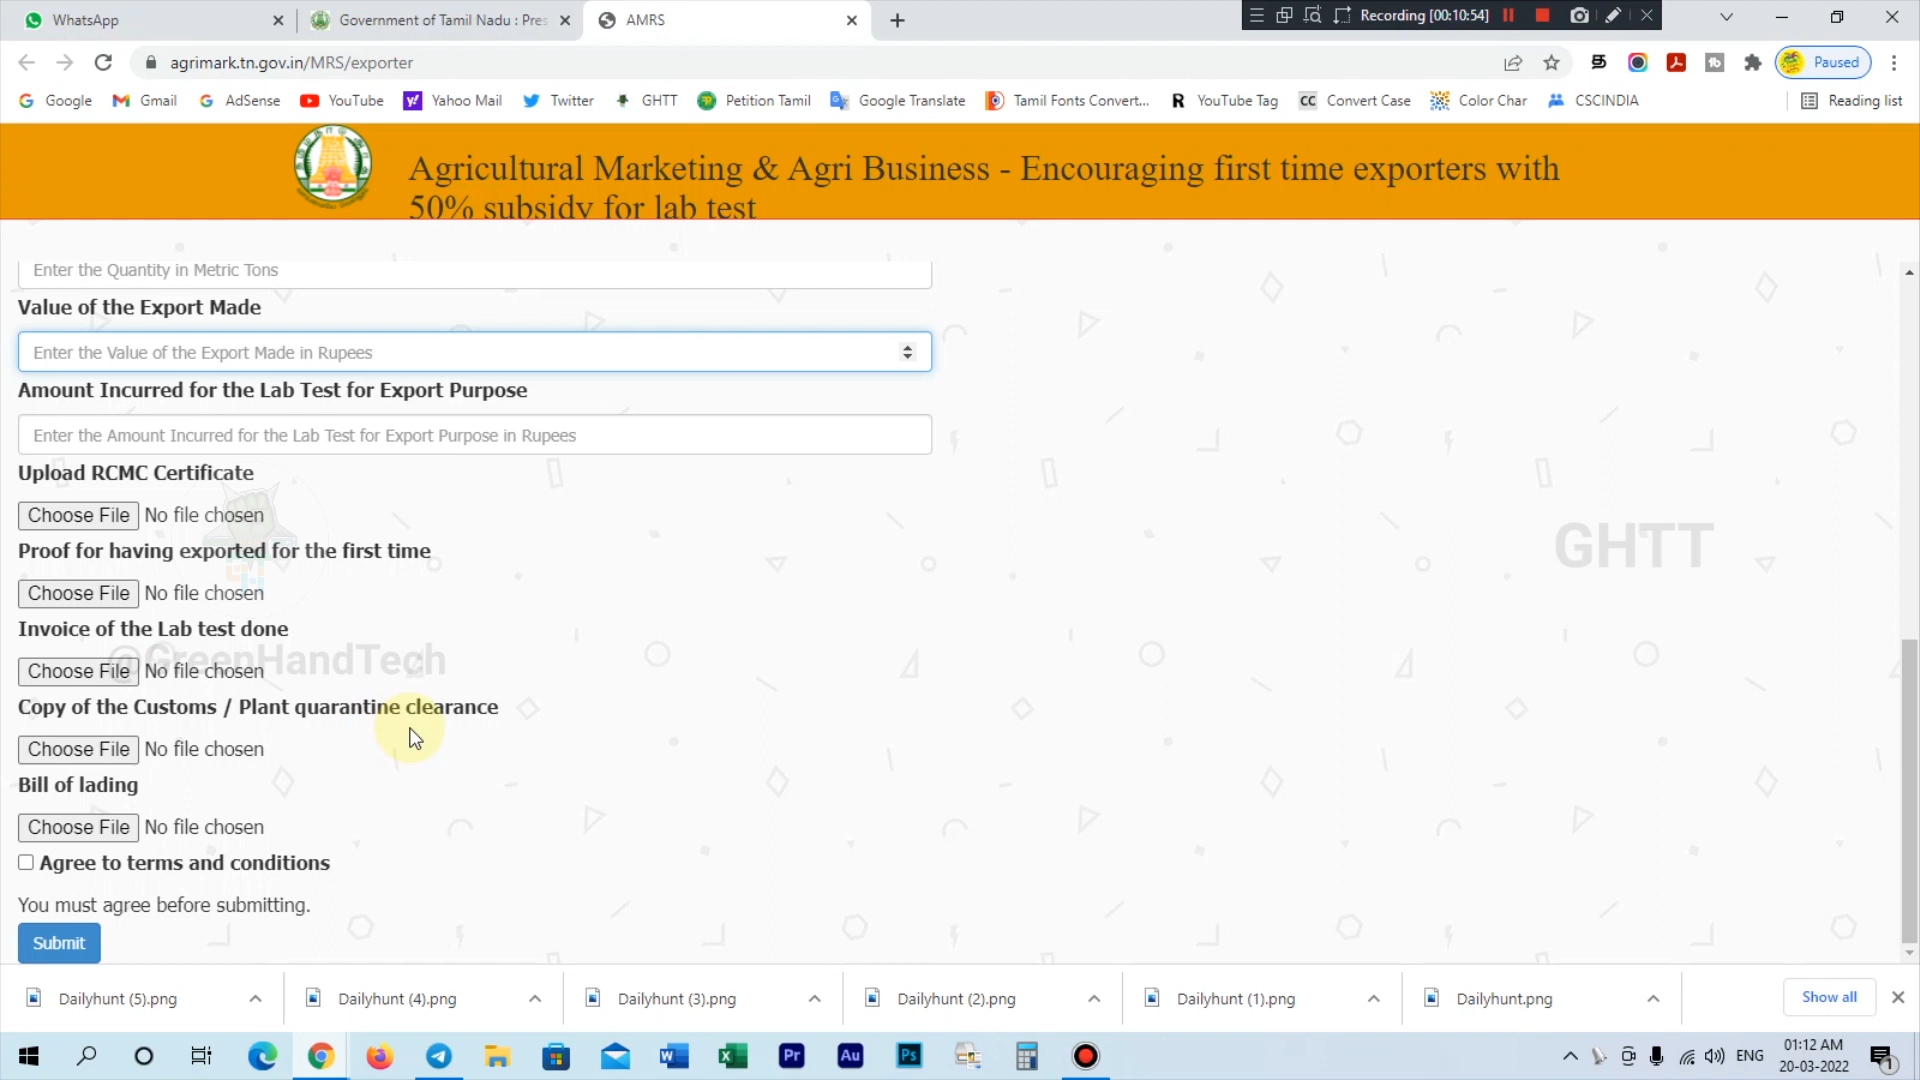 WhatsApp
Government of Tamil Nadu : Pres
AMRS
Recording [00:10:54]
agrimark.tn.gov.in/MRS/exporter
Paused
Google
Gmail
AdSense
YouTube
Yahoo Mail
Twitter
GHTT
Petition Tamil
Google Translate
Tamil Fonts Convert...
YouTube Tag
CC Convert Case
Color Char
CSCINDIA
Reading list
Agricultural Marketing & Agri Business - Encouraging first time exporters with
50% subsidy for lab test
Enter the Quantity in Metric Tons
Value of the Export Made
Enter the Value of the Export Made in Rupees
Amount Incurred for the Lab Test for Export Purpose
Enter the Amount Incurred for the Lab Test for Export Purpose in Rupees
Upload RCMC Certificate
Choose File No file chosen
GHTT
Proof for having exported for the first time
Choose File No file chosen
Invoice of the Lab test done
@GreenHandTech
Choose File No file chosen
Copy of the Customs / Plant quarantine clearance
Choose File No file chosen
Bill of lading
Choose File No file chosen
Agree to terms and conditions
You must agree before submitting.
Submit
Dailyhunt (5).png
Dailyhunt (4).png
Dailyhunt (3).png
Dailyhunt (2).png
Dailyhunt (1).png
Dailyhunt.png
Show all
Pr
Au
Ps
ENG
01:12 AM
20-03-2022
1